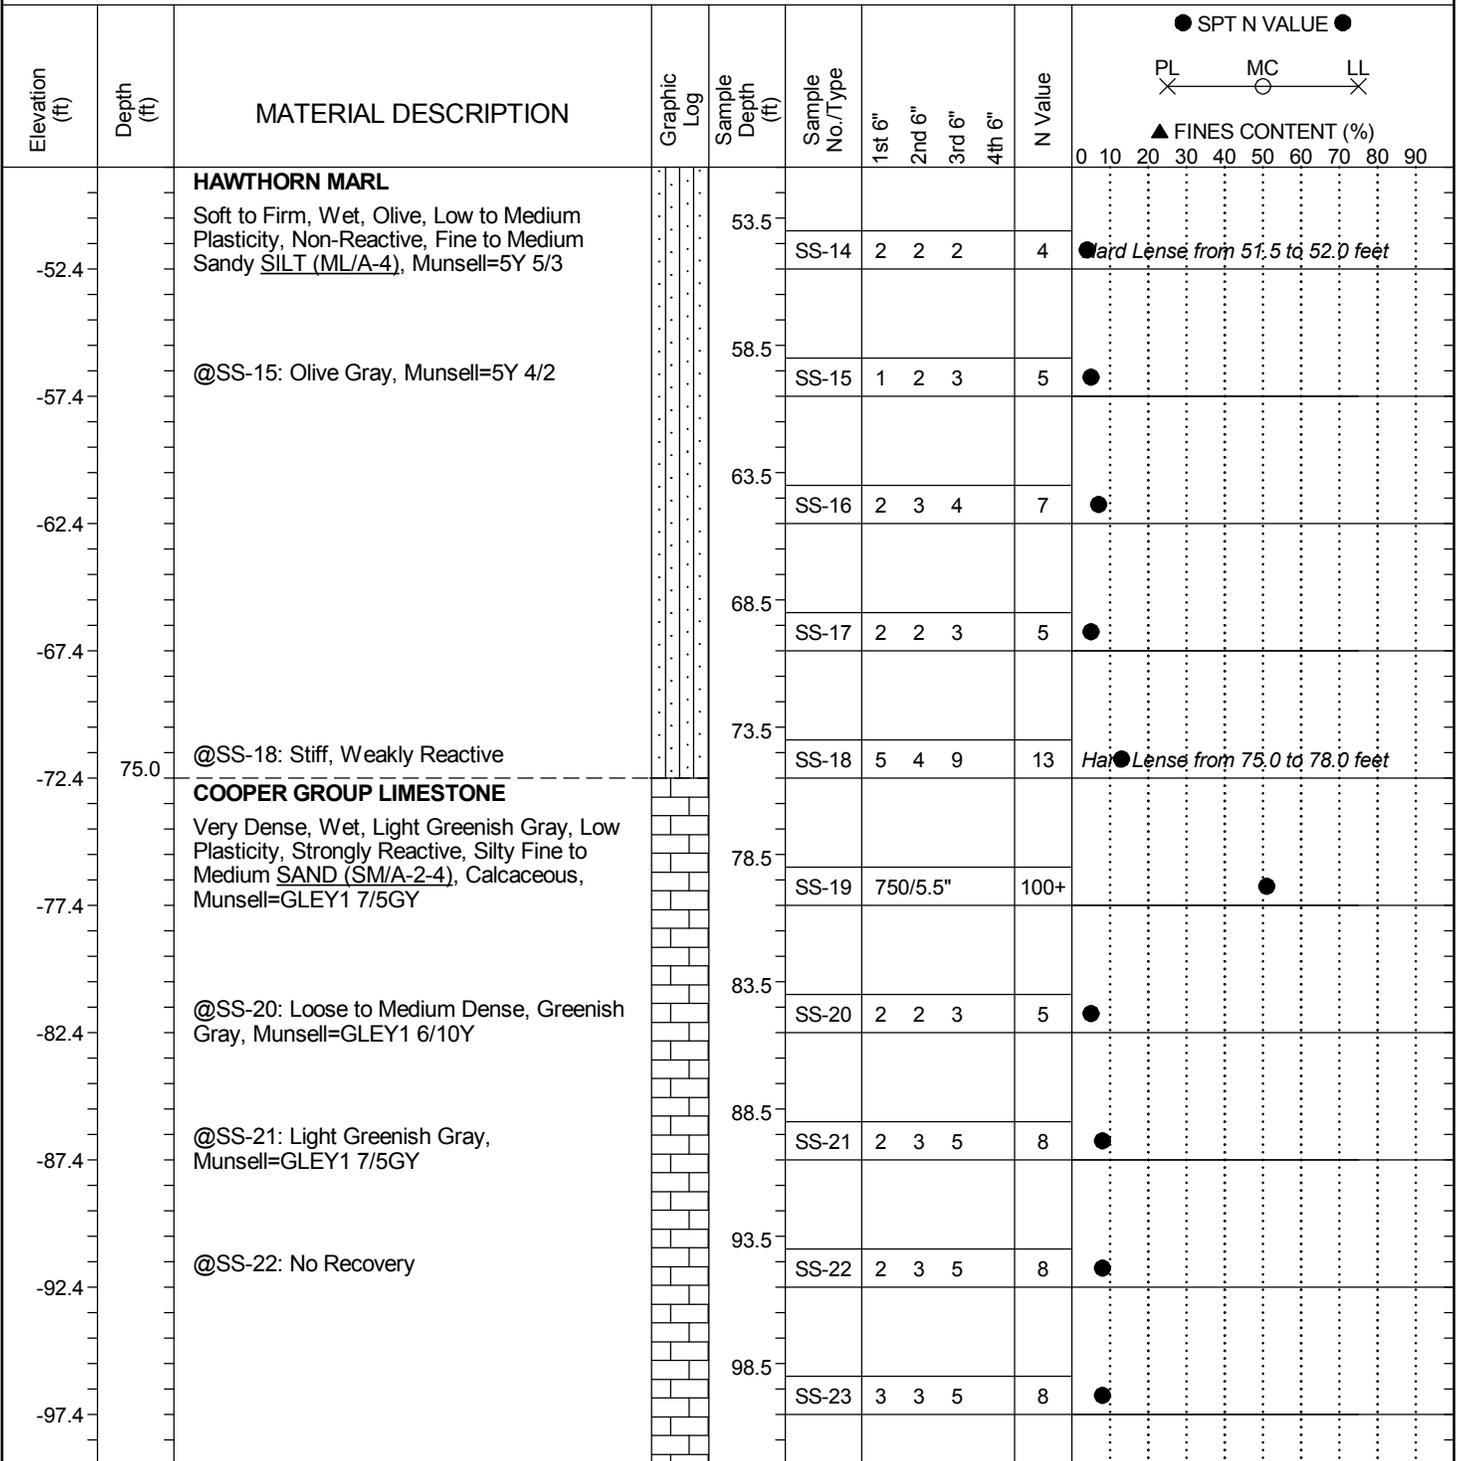 ● SPT N VALUE ●
PL MC LL
▲ FINES CONTENT (%)
0 10 20 30 40 50 60 70 80 90
Elevation (ft)
Depth (ft)
MATERIAL DESCRIPTION
Graphic Log
Sample Depth (ft)
Sample No./Type
1st 6"
2nd 6"
3rd 6"
4th 6"
N Value
HAWTHORN MARL
Soft to Firm, Wet, Olive, Low to Medium
Plasticity, Non-Reactive, Fine to Medium
Sandy SILT (ML/A-4), Munsell=5Y 5/3
53.5
SS-14 2 2 2 4 Hard Lense from 51.5 to 52.0 feet
-52.4
58.5
@SS-15: Olive Gray, Munsell=5Y 4/2
SS-15 1 2 3 5
-57.4
63.5
SS-16 2 3 4 7
-62.4
68.5
SS-17 2 2 3 5
-67.4
73.5
@SS-18: Stiff, Weakly Reactive
SS-18 5 4 9 13 Hard Lense from 75.0 to 78.0 feet
75.0
-72.4
COOPER GROUP LIMESTONE
Very Dense, Wet, Light Greenish Gray, Low
Plasticity, Strongly Reactive, Silty Fine to
Medium SAND (SM/A-2-4), Calcaceous,
Munsell=GLEY1 7/5GY
78.5
SS-19 750/5.5" 100+
-77.4
83.5
@SS-20: Loose to Medium Dense, Greenish
Gray, Munsell=GLEY1 6/10Y
SS-20 2 2 3 5
-82.4
88.5
@SS-21: Light Greenish Gray,
Munsell=GLEY1 7/5GY
SS-21 2 3 5 8
-87.4
93.5
@SS-22: No Recovery
SS-22 2 3 5 8
-92.4
98.5
SS-23 3 3 5 8
-97.4